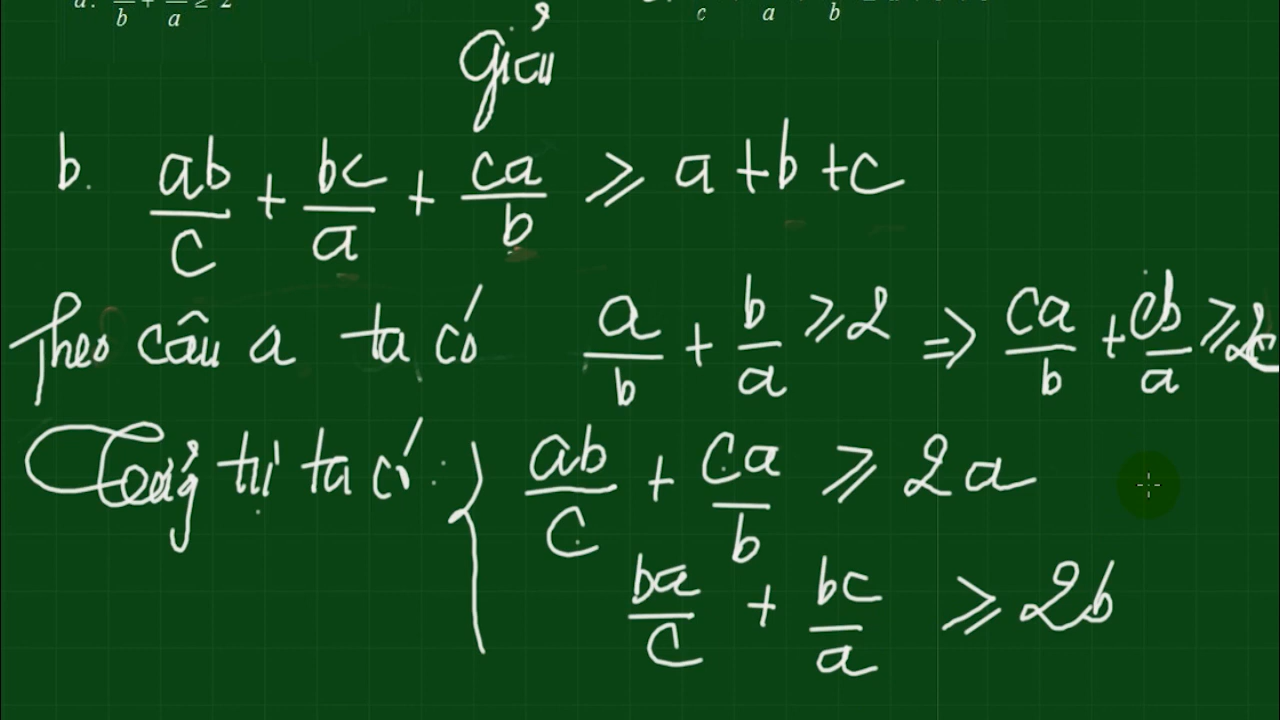 a. a/b + b/a ≥ 2
c a b
Giải
b. ab/c + bc/a + ca/b ≥ a + b + c
Theo câu a ta có a/b + b/a ≥ 2 => ca/b + cb/a ≥ 2c
Tương tự ta có: { ab/c + ca/b ≥ 2a
ba/c + bc/a ≥ 2b